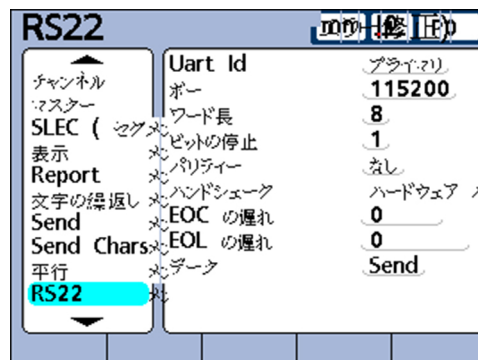 RS22
チャンネル
マスター
SLEC ( セグメ
表示
Report
文字の繰返し
Send
Send Chars
平行
RS22
Uart Id プライマリ
ボー 115200
ワード長 8
ビットの停止 1
パリティー なし
ハンドシェーク ハードウェア
EOC の遅れ 0
EOL の遅れ 0
データ Send